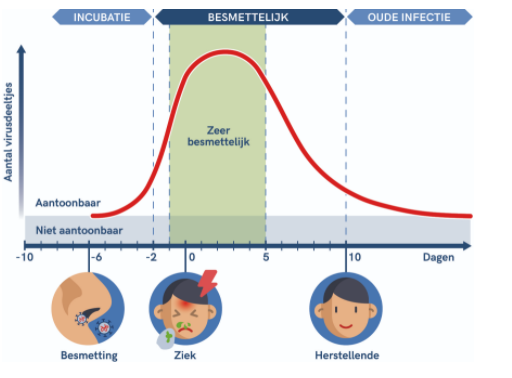 INCUBATIE
BESMETTELIJK
OUDE INFECTIE
Aantal virusdeeltjes
Zeer
besmettelijk
Aantoonbaar
Niet aantoonbaar
-10
-6
-2
0
5
10
Dagen
Besmetting
Ziek
Herstellende